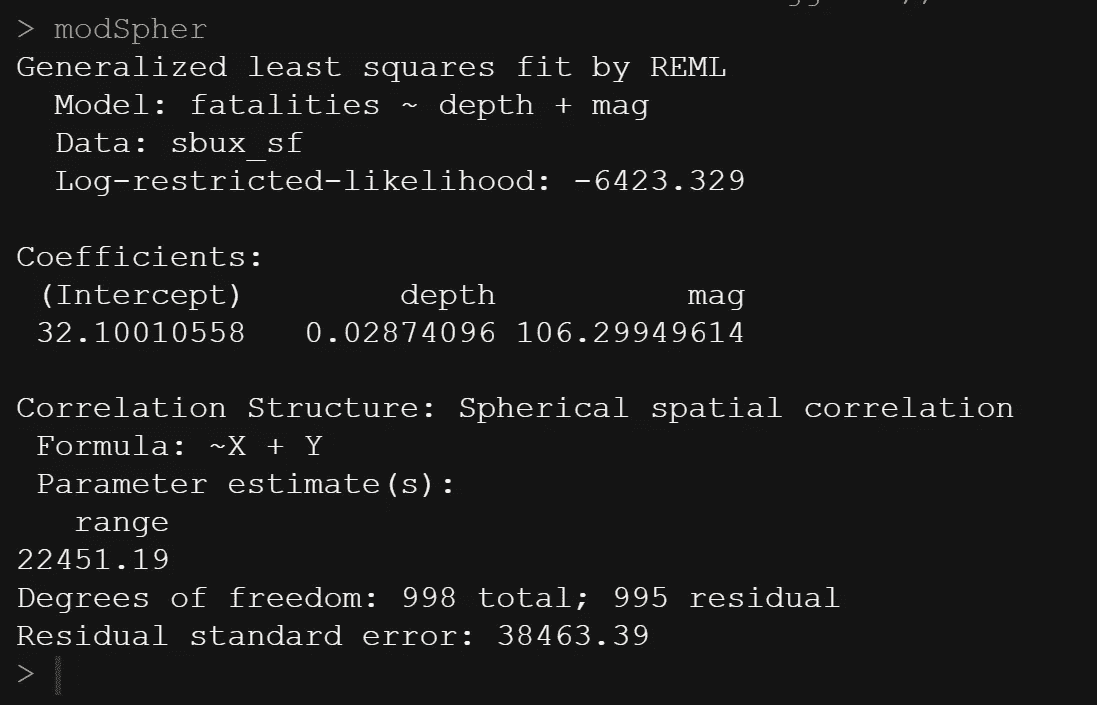 > modSpher
Generalized least squares fit by REML
  Model: fatalities ~ depth + mag
  Data: sbux_sf
  Log-restricted-likelihood: -6423.329

Coefficients:
 (Intercept)        depth          mag
 32.10010558   0.02874096 106.29949614

Correlation Structure: Spherical spatial correlation
 Formula: ~X + Y
 Parameter estimate(s):
   range
22451.19
Degrees of freedom: 998 total; 995 residual
Residual standard error: 38463.39
>